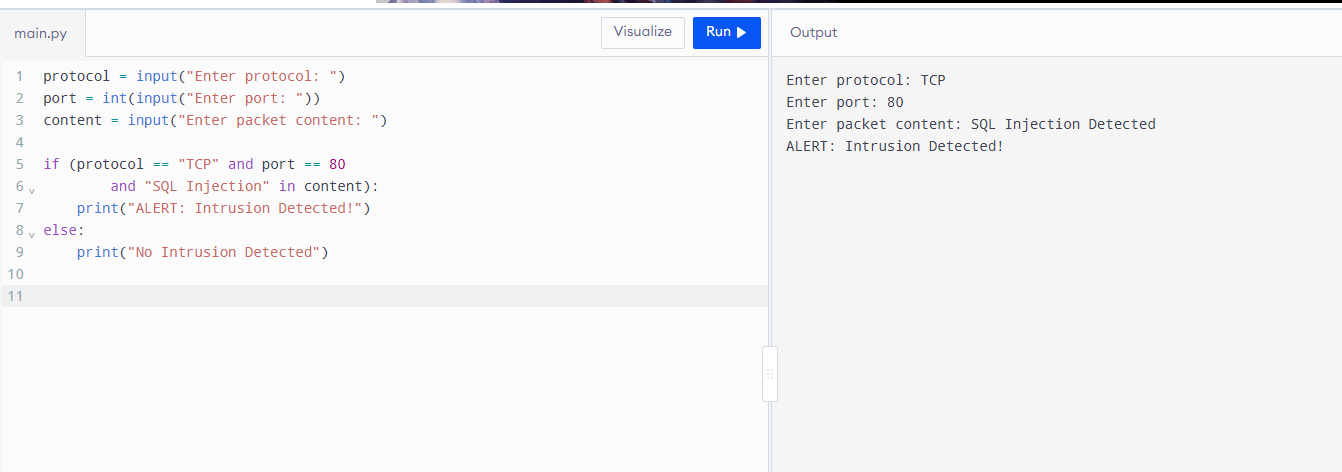 main.py
Visualize
Run
Output
1 protocol = input("Enter protocol: ")
2 port = int(input("Enter port: "))
3 content = input("Enter packet content: ")
4
5 if (protocol == "TCP" and port == 80
6         and "SQL Injection" in content):
7     print("ALERT: Intrusion Detected!")
8 else:
9     print("No Intrusion Detected")
10
11
Enter protocol: TCP
Enter port: 80
Enter packet content: SQL Injection Detected
ALERT: Intrusion Detected!